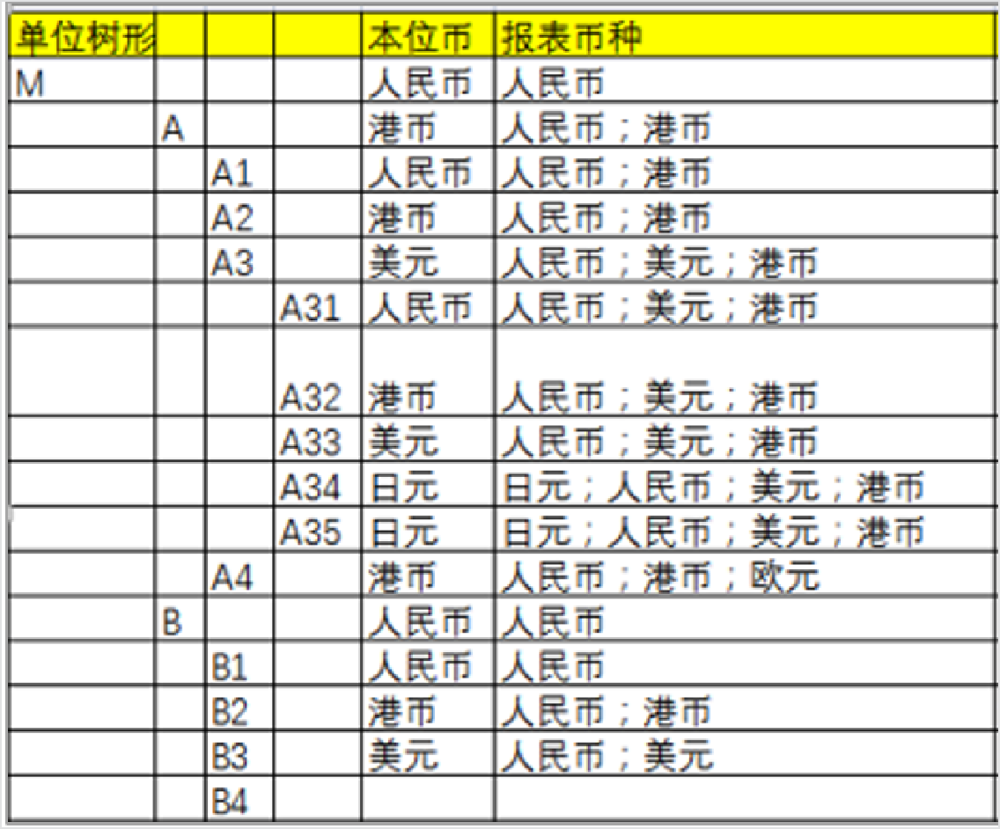 单位树形 本位币 报表币种
M 人民币 人民币
A 港币 人民币；港币
A1 人民币 人民币；港币
A2 港币 人民币；港币
A3 美元 人民币；美元；港币
A31 人民币 人民币；美元；港币
A32 港币 人民币；美元；港币
A33 美元 人民币；美元；港币
A34 日元 日元；人民币；美元；港币
A35 日元 日元；人民币；美元；港币
A4 港币 人民币；港币；欧元
B 人民币 人民币
B1 人民币 人民币
B2 港币 人民币；港币
B3 美元 人民币；美元
B4